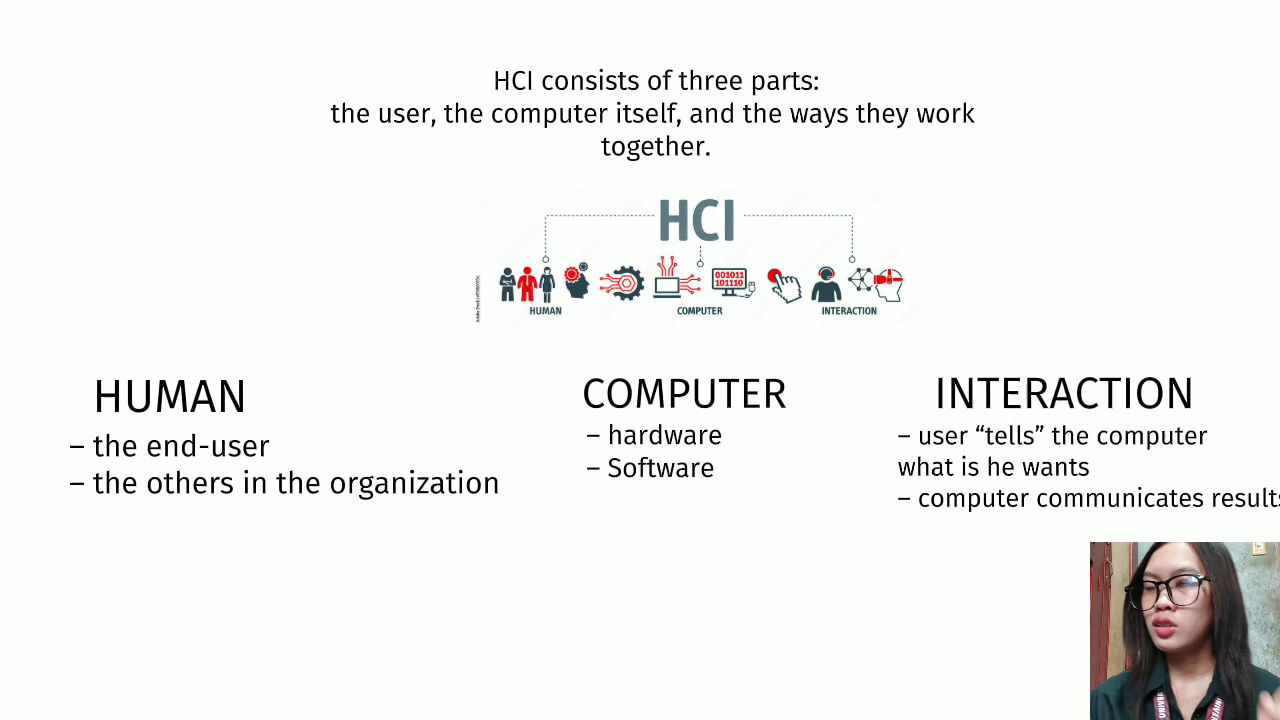 HCI consists of three parts:
the user, the computer itself, and the ways they work
together.
HCI
001011
101110
HUMAN
COMPUTER
INTERACTION
HUMAN
– the end-user
– the others in the organization
COMPUTER
– hardware
– Software
INTERACTION
– user “tells” the computer
what is he wants
– computer communicates results